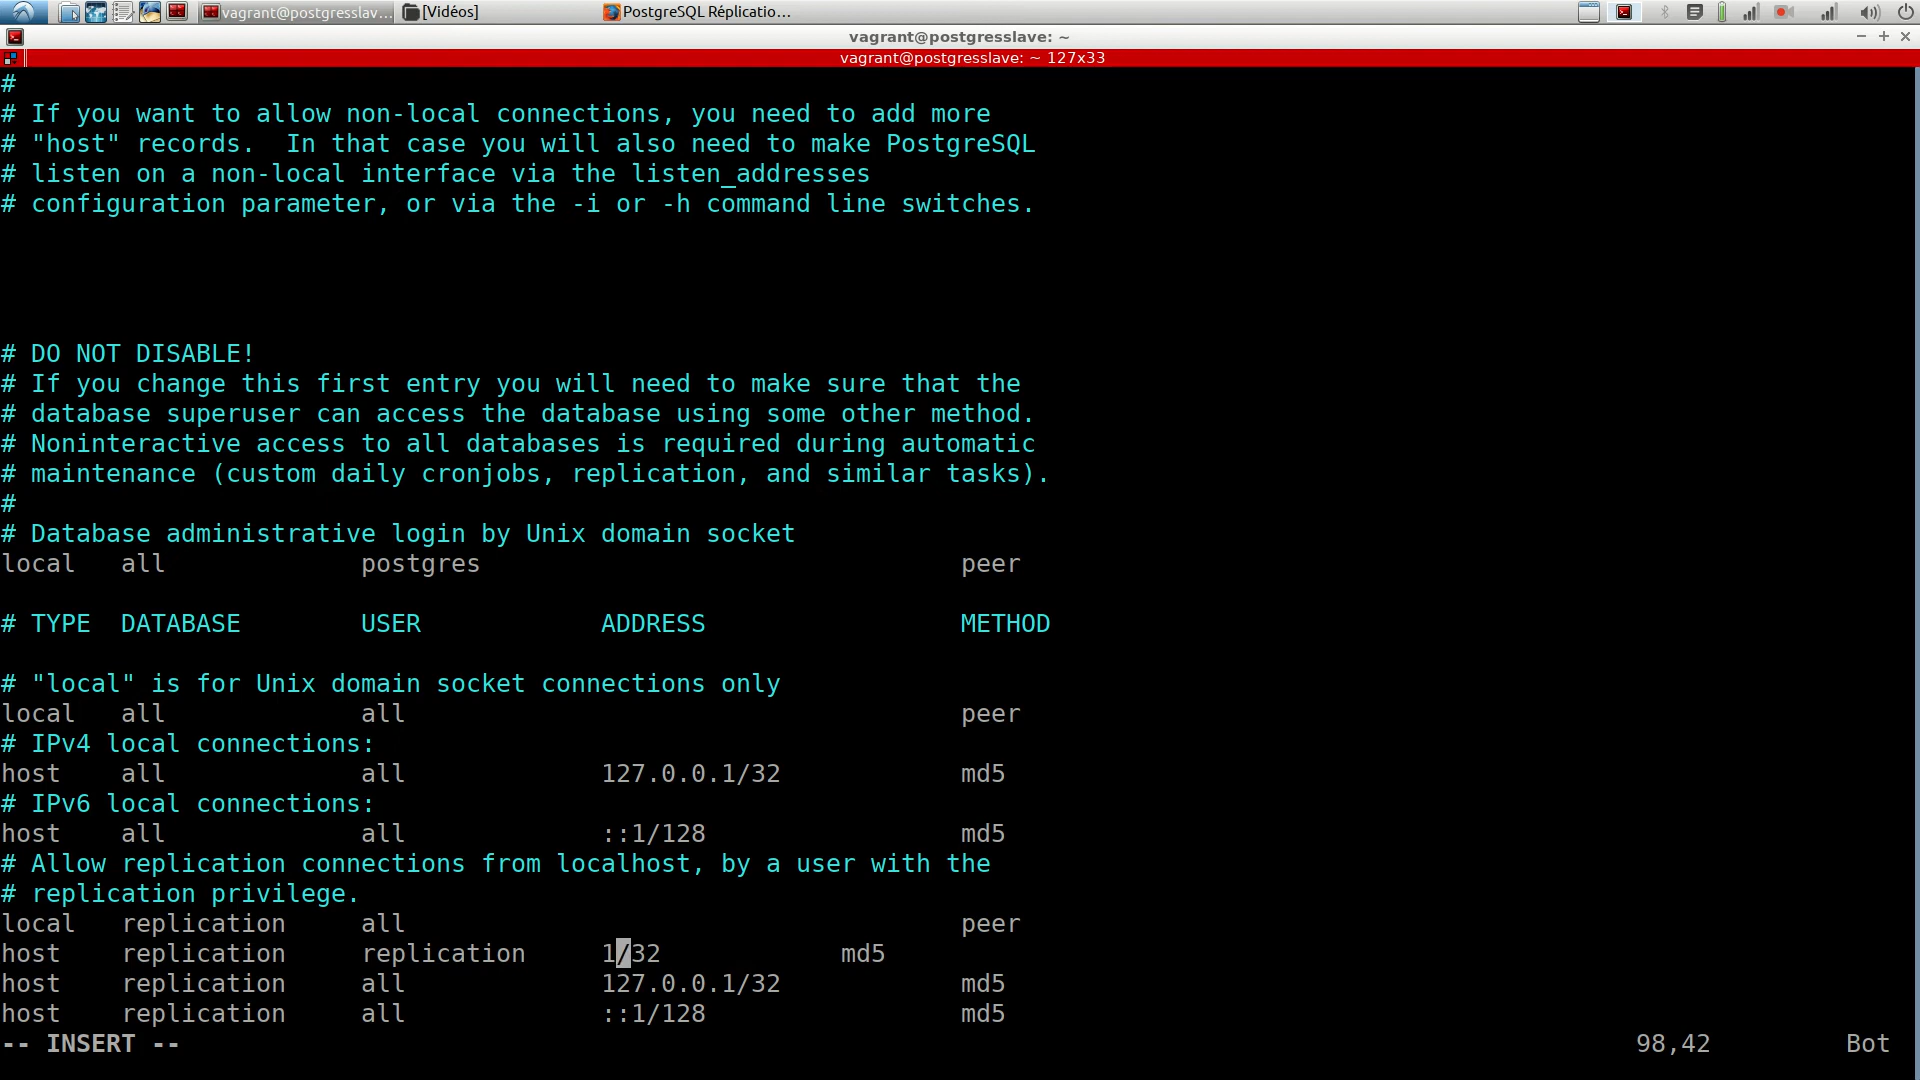 vagrant@postgresslav... [Vidéos] PostgreSQL Réplicatio...
vagrant@postgresslave: ~
vagrant@postgresslave: ~ 127x33
#
# If you want to allow non-local connections, you need to add more
# "host" records.  In that case you will also need to make PostgreSQL
# listen on a non-local interface via the listen_addresses
# configuration parameter, or via the -i or -h command line switches.
# DO NOT DISABLE!
# If you change this first entry you will need to make sure that the
# database superuser can access the database using some other method.
# Noninteractive access to all databases is required during automatic
# maintenance (custom daily cronjobs, replication, and similar tasks).
#
# Database administrative login by Unix domain socket
local   all             postgres                                peer
# TYPE  DATABASE        USER            ADDRESS                 METHOD
# "local" is for Unix domain socket connections only
local   all             all                                     peer
# IPv4 local connections:
host    all             all             127.0.0.1/32            md5
# IPv6 local connections:
host    all             all             ::1/128                 md5
# Allow replication connections from localhost, by a user with the
# replication privilege.
local   replication     all                                     peer
host    replication     replication     1/32            md5
host    replication     all             127.0.0.1/32            md5
host    replication     all             ::1/128                 md5
-- INSERT --                                                                                                 98,42         Bot